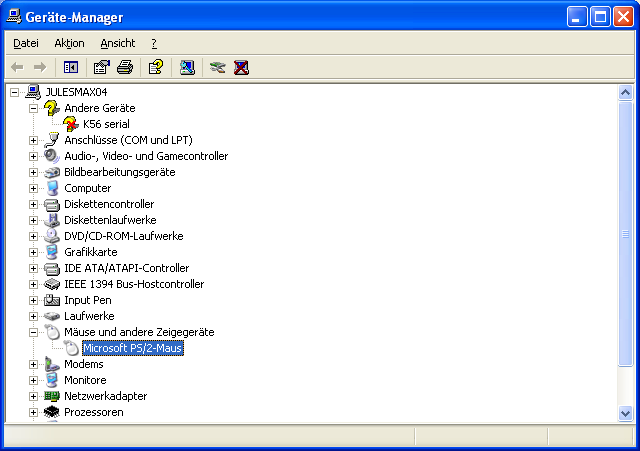 Geräte-Manager
Datei Aktion Ansicht ?
JULESMAX04
Andere Geräte
K56 serial
Anschlüsse (COM und LPT)
Audio-, Video- und Gamecontroller
Bildbearbeitungsgeräte
Computer
Diskettencontroller
Diskettenlaufwerke
DVD/CD-ROM-Laufwerke
Grafikkarte
IDE ATA/ATAPI-Controller
IEEE 1394 Bus-Hostcontroller
Input Pen
Laufwerke
Mäuse und andere Zeigegeräte
Microsoft PS/2-Maus
Modems
Monitore
Netzwerkadapter
Prozessoren